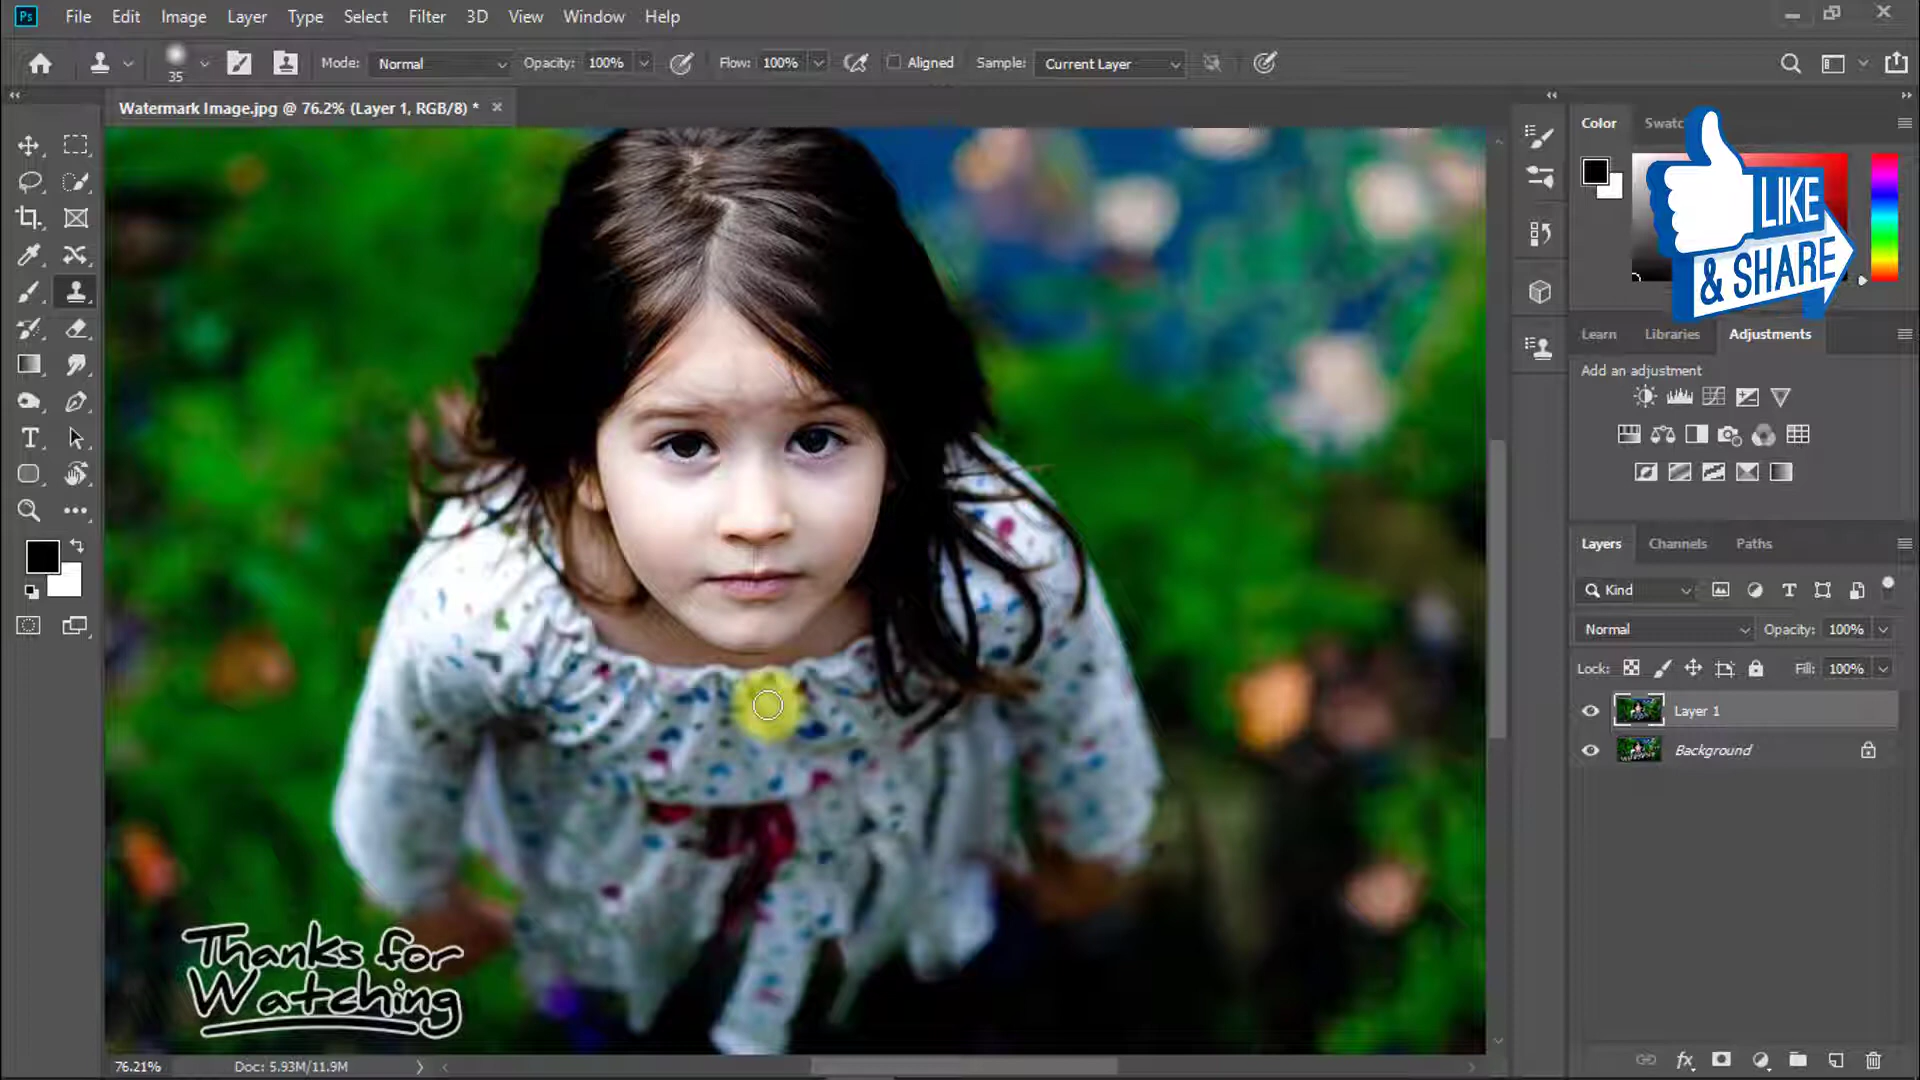 Ps File Edit Image Layer Type Select Filter 3D View Window Help
35 Mode: Normal Opacity: 100% Flow: 100% Aligned Sample: Current Layer
Watermark Image.jpg @ 76.2% (Layer 1, RGB/8) *
Color Swatc
LIKE
& SHARE
Learn Libraries Adjustments
Add an adjustment
Layers Channels Paths
Kind
Normal Opacity: 100%
Lock: Fill: 100%
Layer 1
Background
Thanks for
Watching
76.21% Doc: 5.93M/11.9M